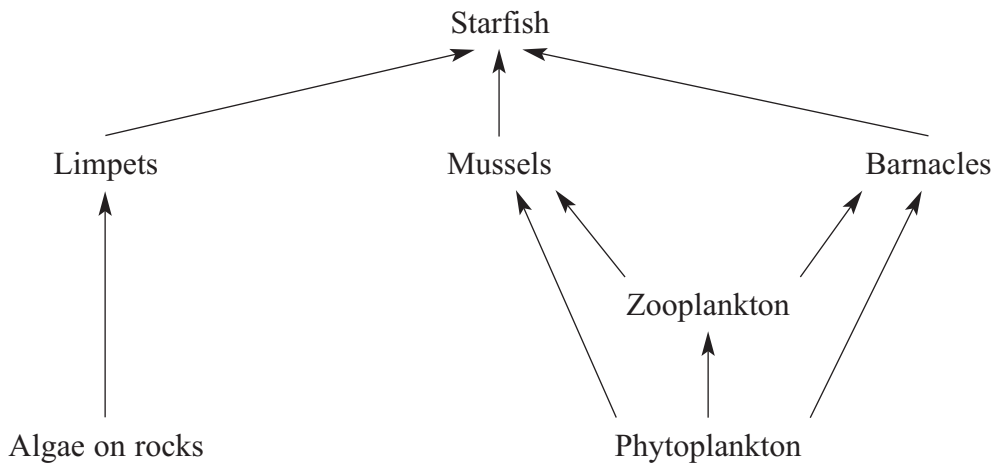 Starfish
Limpets
Mussels
Barnacles
Zooplankton
Algae on rocks
Phytoplankton